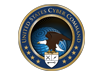 UNITED STATES CYBER COMMAND